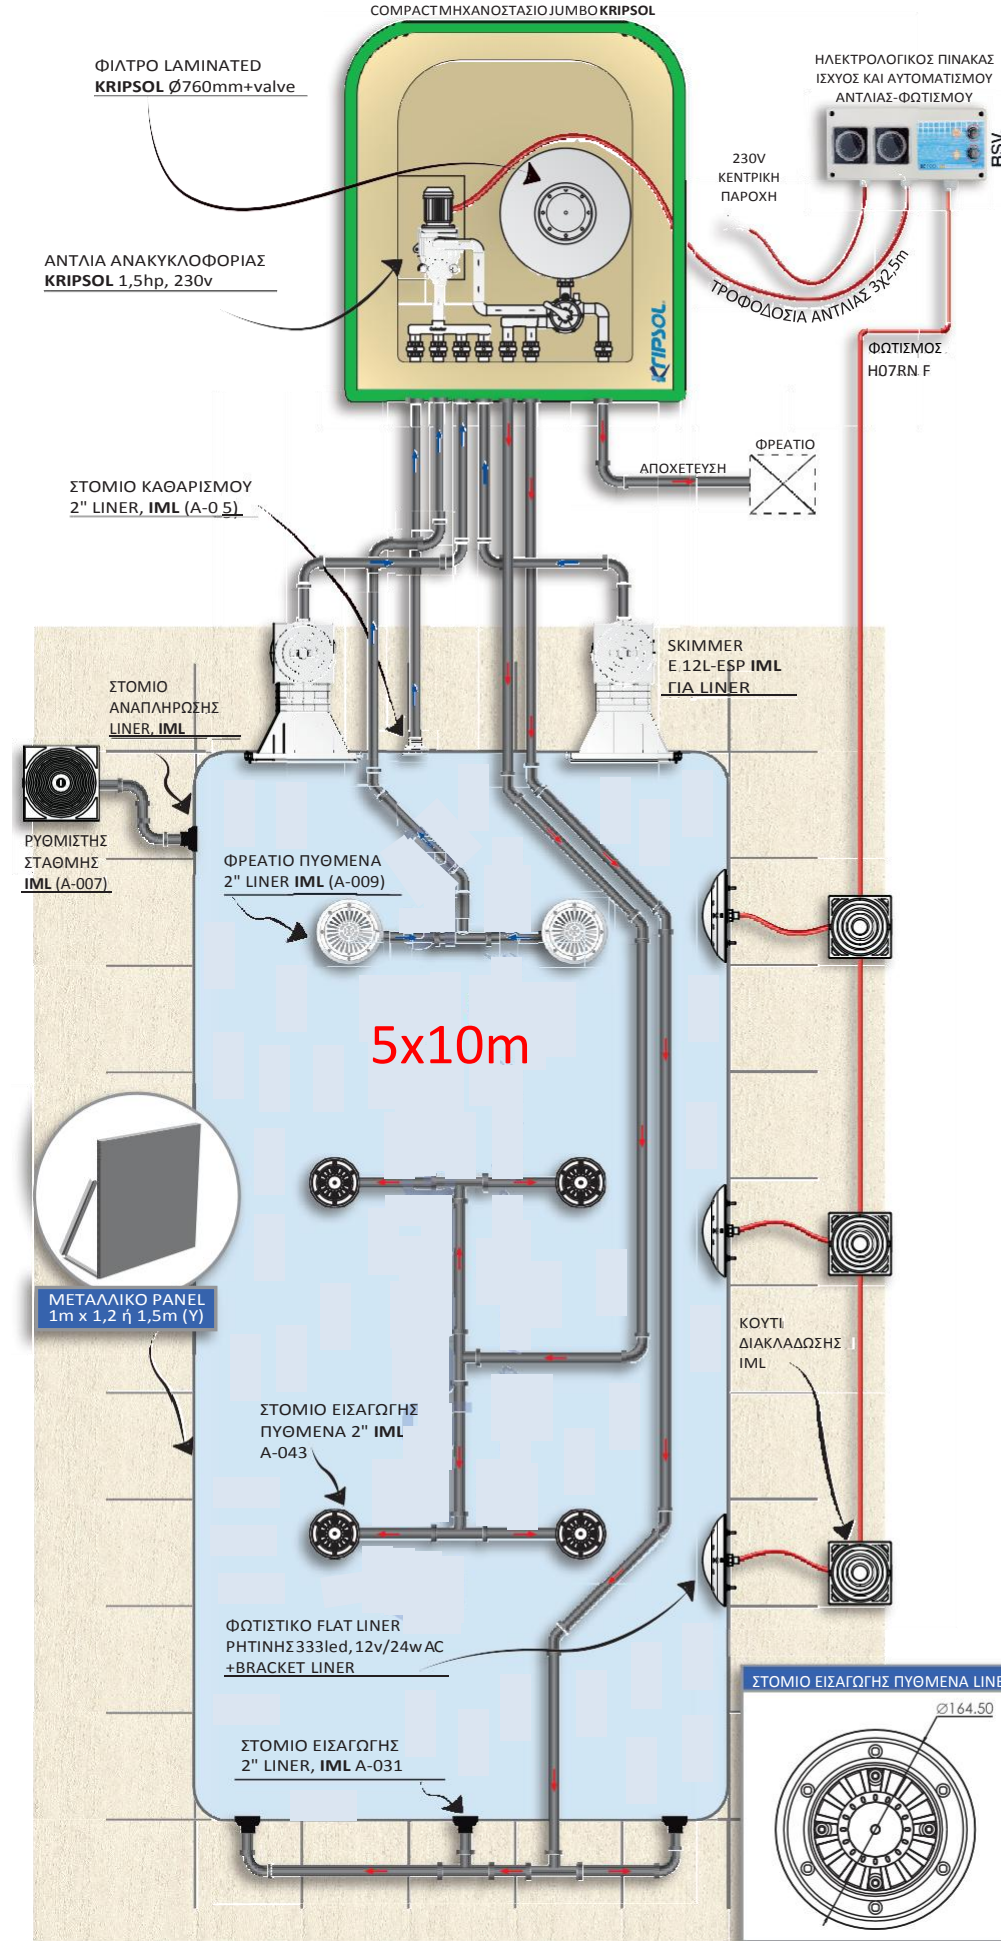 COMPACT ΜΗΧΑΝΟΣΤΑΣΙΟ JUMBO KRIPSOL
ΦΙΛΤΡΟ LAMINATED
KRIPSOL Ø760mm+valve
ΗΛΕΚΤΡΟΛΟΓΙΚΟΣ ΠΙΝΑΚΑΣ
ΙΣΧΥΟΣ ΚΑΙ ΑΥΤΟΜΑΤΙΣΜΟΥ
ΑΝΤΛΙΑΣ-ΦΩΤΙΣΜΟΥ
BSV
230V
ΚΕΝΤΡΙΚΗ
ΠΑΡΟΧΗ
ΑΝΤΛΙΑ ΑΝΑΚΥΚΛΟΦΟΡΙΑΣ
KRIPSOL 1,5hp, 230v
ΤΡΟΦΟΔΟΣΙΑ ΑΝΤΛΙΑΣ 3χ2,5m
KRIPSOL
ΦΩΤΙΣΜΟΣ
H07RN F
ΦΡΕΑΤΙΟ
ΑΠΟΧΕΤΕΥΣΗ
ΣΤΟΜΙΟ ΚΑΘΑΡΙΣΜΟΥ
2" LINER, IML (A-0 5)
SKIMMER
E 12L-ESP IML
ΓΙΑ LINER
ΣΤΟΜΙΟ
ΑΝΑΠΛΗΡΩΣΗΣ
LINER, IML
ΡΥΘΜΙΣΤΗΣ
ΣΤΑΘΜΗΣ
IML (A-007)
ΦΡΕΑΤΙΟ ΠΥΘΜΕΝΑ
2" LINER IML (A-009)
5x10m
ΜΕΤΑΛΛΙΚΟ PANEL
1m x 1,2 ή 1,5m (Υ)
ΚΟΥΤΙ
ΔΙΑΚΛΑΔΩΣΗΣ
IML
ΣΤΟΜΙΟ ΕΙΣΑΓΩΓΗΣ
ΠΥΘΜΕΝΑ 2" IML
A-043
ΦΩΤΙΣΤΙΚΟ FLAT LINER
ΡΗΤΙΝΗΣ 333led, 12v/24w AC
+BRACKET LINER
ΣΤΟΜΙΟ ΕΙΣΑΓΩΓΗΣ ΠΥΘΜΕΝΑ LINE
Ø164.50
ΣΤΟΜΙΟ ΕΙΣΑΓΩΓΗΣ
2" LINER, IML A-031